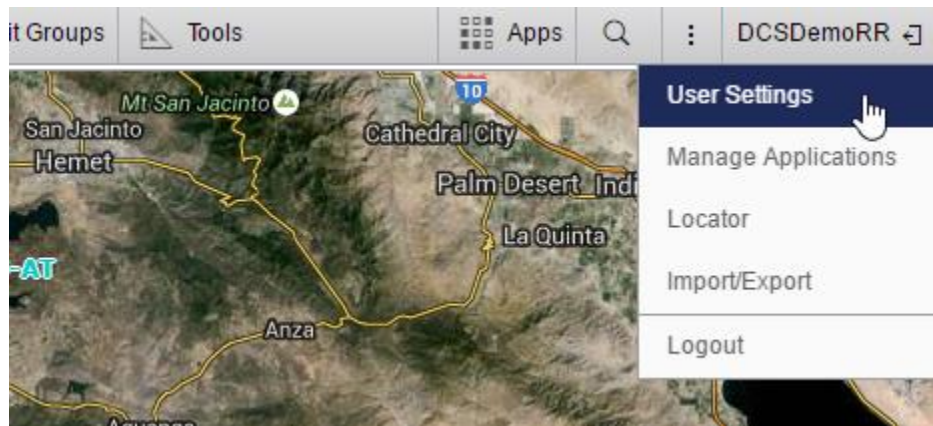 it Groups
Tools
Apps
DCSDemoRR
10
User Settings
Mt San Jacinto
San Jacinto
Cathedral City
Hemet
Manage Applications
Palm Desert
Indi
Locator
La Quinta
-AT
Import/Export
Anza
Logout